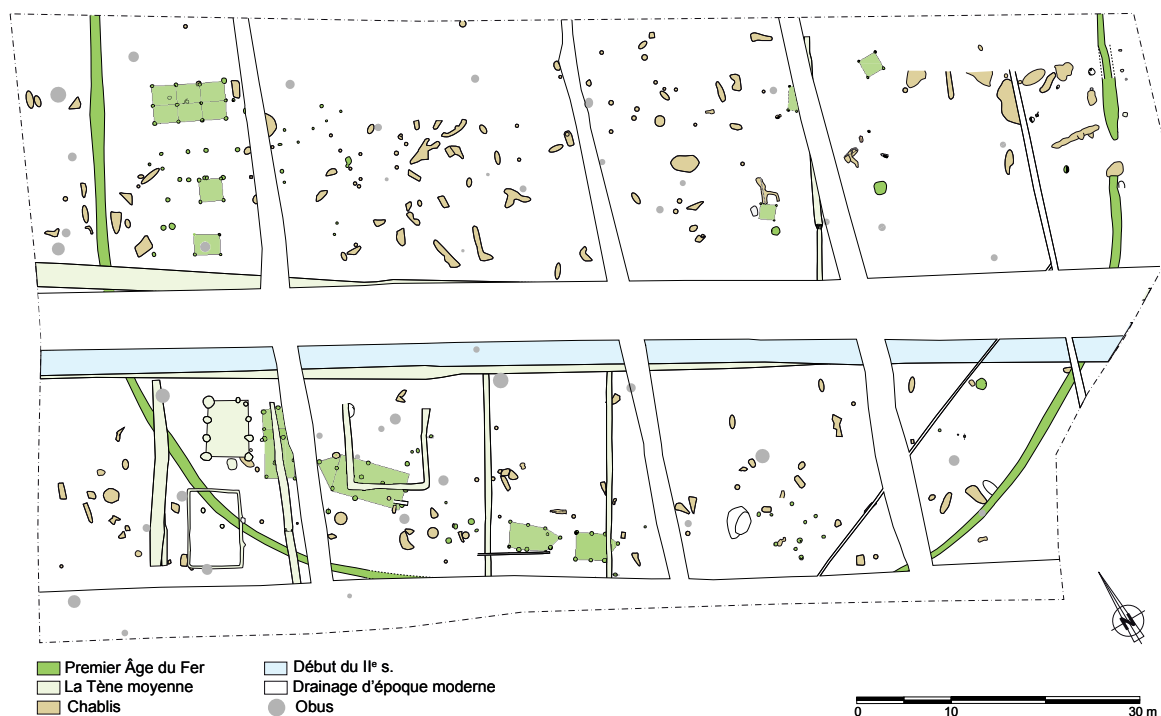 N
Premier Âge du Fer
La Tène moyenne
Chablis
Début du IIe s.
Drainage d'époque moderne
Obus
0 10 30 m